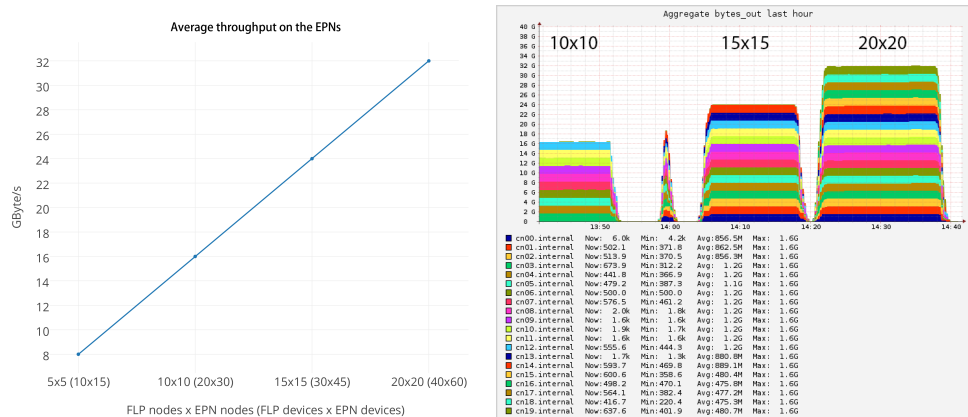 Average throughput on the EPNs
32
30
28
26
24
22
20
18
16
14
12
10
8
GByte/s
5x5 (10x15)
10x10 (20x30)
15x15 (30x45)
20x20 (40x60)
FLP nodes x EPN nodes (FLP devices x EPN devices)
Aggregate bytes_out last hour
10x10
15x15
20x20
40 G
38 G
36 G
34 G
32 G
30 G
28 G
26 G
24 G
22 G
20 G
18 G
16 G
14 G
12 G
10 G
8 G
6 G
4 G
2 G
0
13:50
14:00
14:10
14:20
14:30
14:40
cn00.internal Now: 6.0k Min: 4.2k Avg:856.5M Max: 1.6G
cn01.internal Now:502.1 Min:371.8 Avg:862.5M Max: 1.6G
cn02.internal Now:513.9 Min:370.5 Avg:856.3M Max: 1.6G
cn03.internal Now:673.9 Min:312.2 Avg: 1.2G Max: 1.6G
cn04.internal Now:441.8 Min:366.9 Avg: 1.2G Max: 1.6G
cn05.internal Now:479.2 Min:387.3 Avg: 1.1G Max: 1.6G
cn06.internal Now:500.0 Min:500.0 Avg: 1.2G Max: 1.6G
cn07.internal Now:576.5 Min:461.2 Avg: 1.2G Max: 1.6G
cn08.internal Now: 2.0k Min: 1.8k Avg: 1.2G Max: 1.6G
cn09.internal Now: 1.6k Min: 1.6k Avg: 1.2G Max: 1.6G
cn10.internal Now: 1.9k Min: 1.7k Avg: 1.2G Max: 1.6G
cn11.internal Now: 1.6k Min: 1.6k Avg: 1.2G Max: 1.6G
cn12.internal Now:555.6 Min:444.3 Avg: 1.2G Max: 1.6G
cn13.internal Now: 1.7k Min: 1.3k Avg:880.8M Max: 1.6G
cn14.internal Now:593.7 Min:469.8 Avg:889.1M Max: 1.6G
cn15.internal Now:600.6 Min:358.6 Avg:480.4M Max: 1.6G
cn16.internal Now:498.2 Min:470.1 Avg:475.8M Max: 1.6G
cn17.internal Now:564.1 Min:382.4 Avg:477.2M Max: 1.6G
cn18.internal Now:416.7 Min:220.4 Avg:475.3M Max: 1.6G
cn19.internal Now:637.6 Min:401.9 Avg:480.7M Max: 1.6G